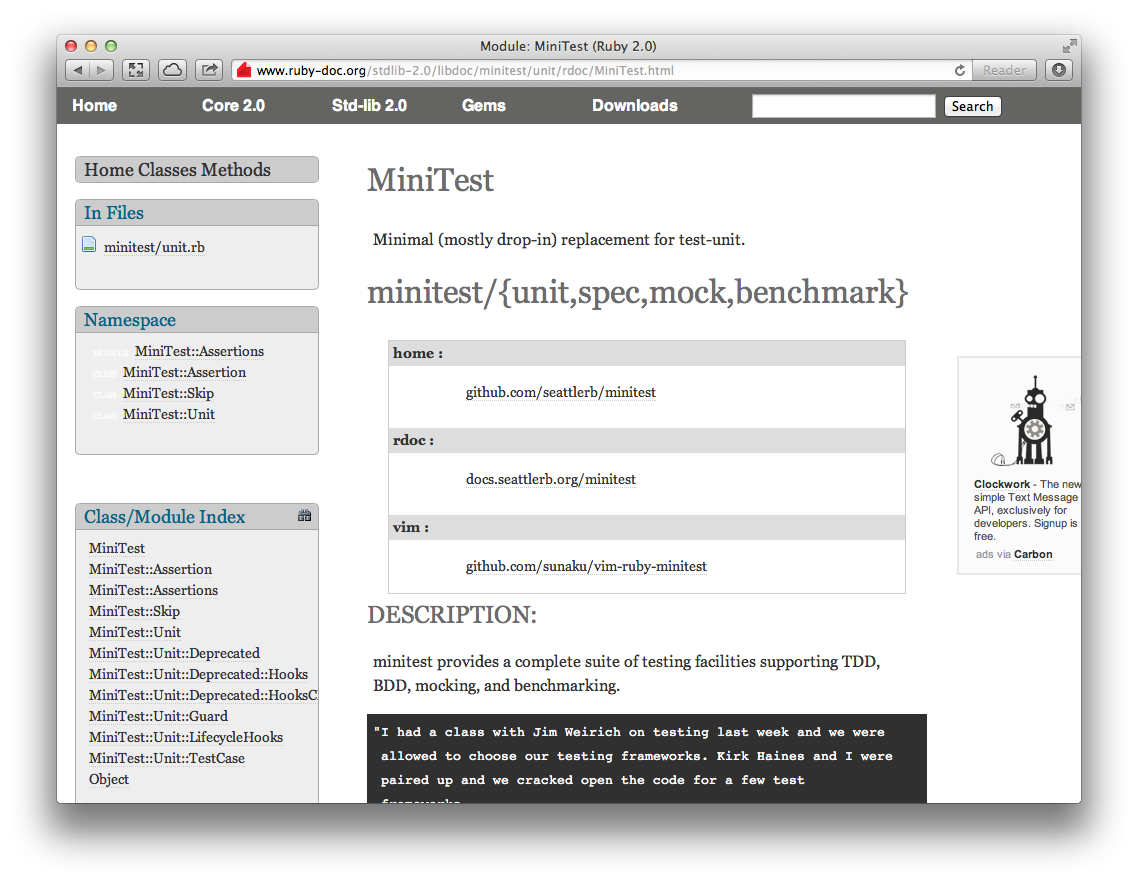 Module: MiniTest (Ruby 2.0)
www.ruby-doc.org/stdlib-2.0/libdoc/minitest/unit/rdoc/MiniTest.html
Reader
Home Core 2.0 Std-lib 2.0 Gems Downloads Search
Home Classes Methods
In Files
minitest/unit.rb
Namespace
MODULE MiniTest::Assertions
CLASS MiniTest::Assertion
CLASS MiniTest::Skip
CLASS MiniTest::Unit
Class/Module Index
MiniTest
MiniTest::Assertion
MiniTest::Assertions
MiniTest::Skip
MiniTest::Unit
MiniTest::Unit::Deprecated
MiniTest::Unit::Deprecated::Hooks
MiniTest::Unit::Deprecated::HooksC
MiniTest::Unit::Guard
MiniTest::Unit::LifecycleHooks
MiniTest::Unit::TestCase
Object
MiniTest
Minimal (mostly drop-in) replacement for test-unit.
minitest/{unit,spec,mock,benchmark}
home :
github.com/seattlerb/minitest
rdoc :
docs.seattlerb.org/minitest
vim :
github.com/sunaku/vim-ruby-minitest
DESCRIPTION:
minitest provides a complete suite of testing facilities supporting TDD,
BDD, mocking, and benchmarking.
"I had a class with Jim Weirich on testing last week and we were
allowed to choose our testing frameworks. Kirk Haines and I were
paired up and we cracked open the code for a few test
frameworks
Clockwork - The new
simple Text Message
API, exclusively for
developers. Signup is
free.
ads via Carbon